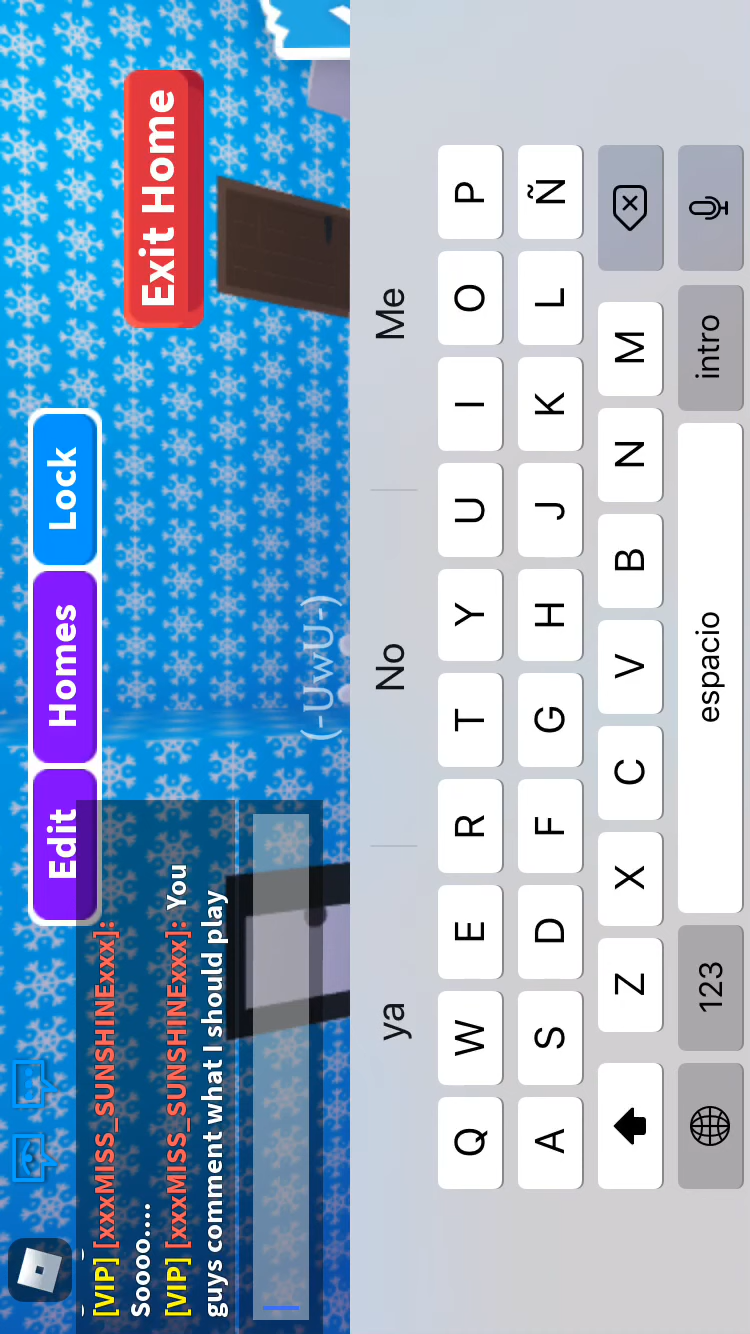 Edit
Homes
Lock
Exit Home
[VIP] [xxxMISS_SUNSHINExxx]:
Soooo....
[VIP] [xxxMISS_SUNSHINExxx]: You
guys comment what I should play
(-UwU-)
ya No Me
Q W E R T Y U I O P
A S D F G H J K L Ñ
Z X C V B N M
123 espacio intro